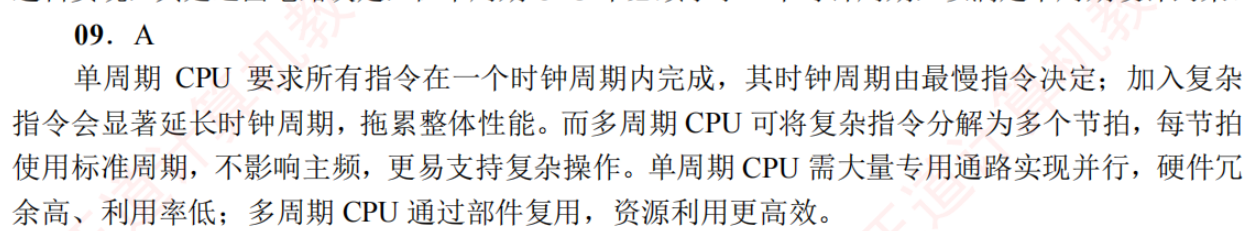 09. A
单周期 CPU 要求所有指令在一个时钟周期内完成，其时钟周期由最慢指令决定；加入复杂
指令会显著延长时钟周期，拖累整体性能。而多周期 CPU 可将复杂指令分解为多个节拍，每节拍
使用标准周期，不影响主频，更易支持复杂操作。单周期 CPU 需大量专用通路实现并行，硬件冗
余高、利用率低；多周期 CPU 通过部件复用，资源利用更高效。